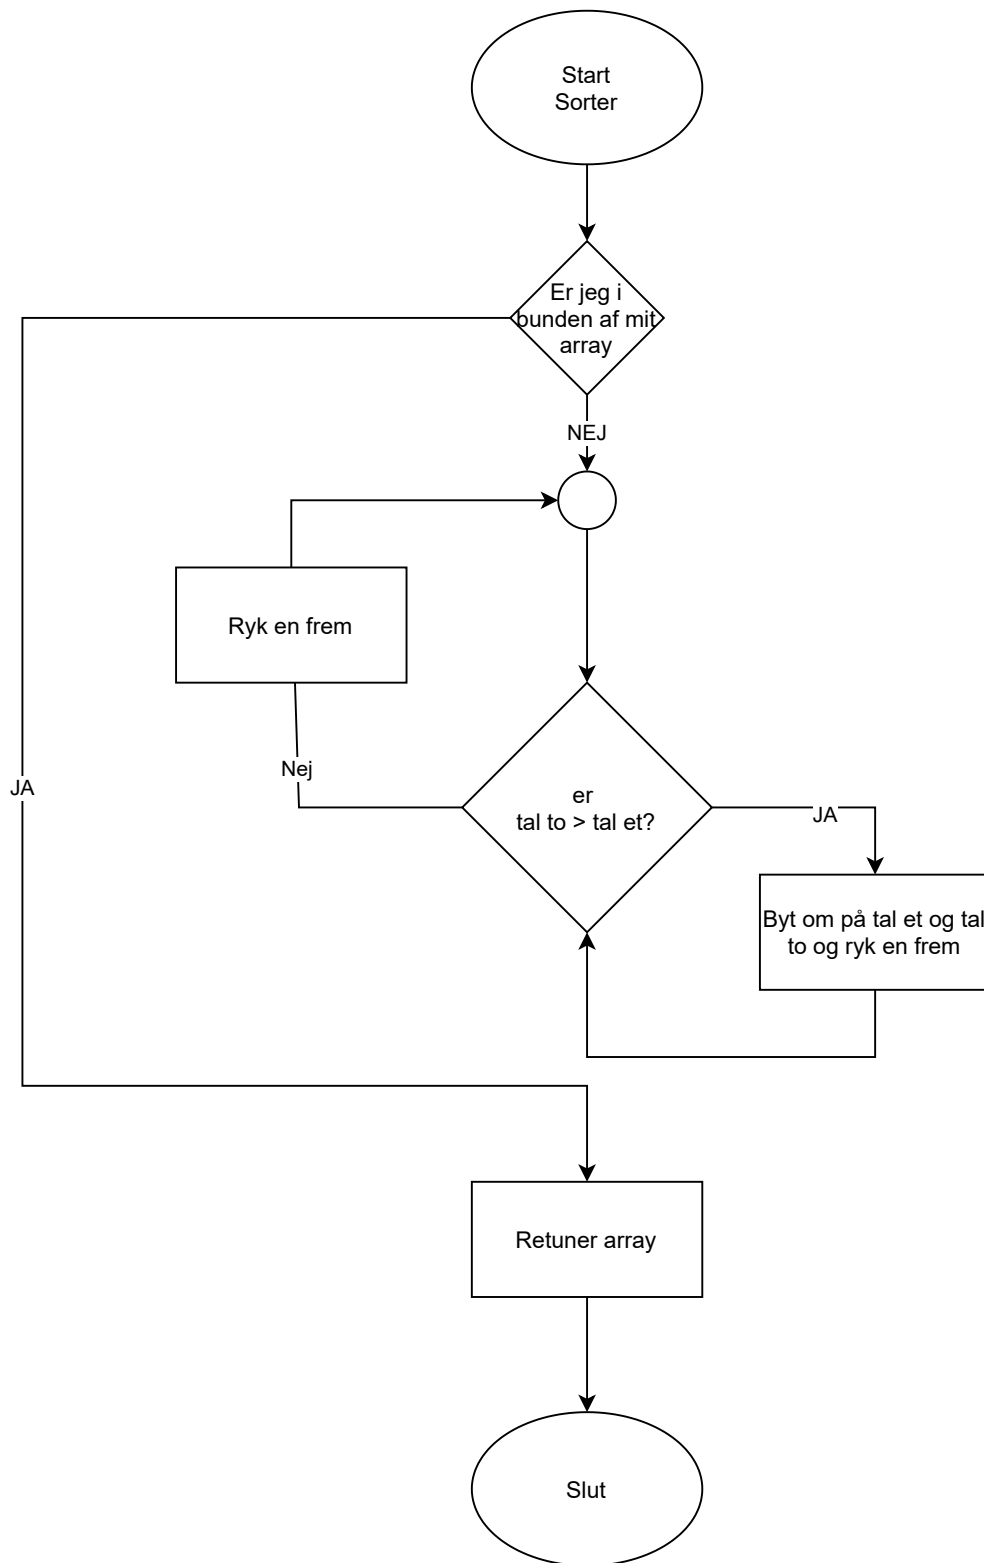 Start
Sorter
Er jeg i
bunden af mit
array
NEJ
Ryk en frem
Nej
JA
er
tal to > tal et?
JA
Byt om på tal et og tal
to og ryk en frem
Retuner array
Slut